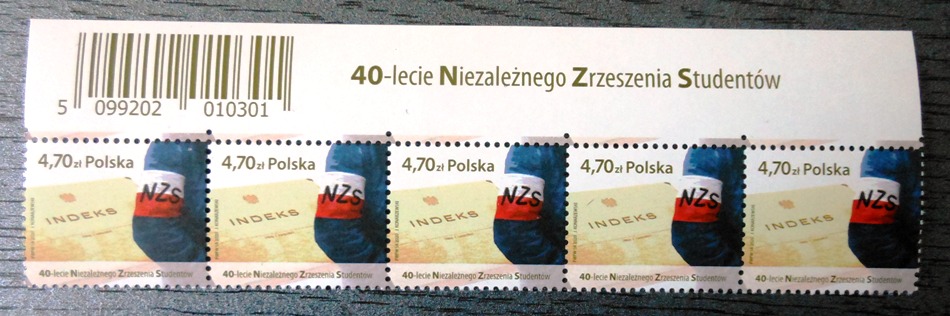 40-lecie Niezależnego Zrzeszenia Studentów
5 099202 010301
4,70zł Polska 4,70zł Polska 4,70zł Polska 4,70zł Polska 4,70zł Polska
NZS NZS NZS NZS NZS
INDEKS INDEKS INDEKS INDEKS INDEKS
40-lecie Niezależnego Zrzeszenia Studentów 40-lecie Niezależnego Zrzeszenia Studentów 40-lecie Niezależnego Zrzeszenia Studentów 40-lecie Niezależnego Zrzeszenia Studentów 40-lecie Niezależnego Zrzeszenia Studentów